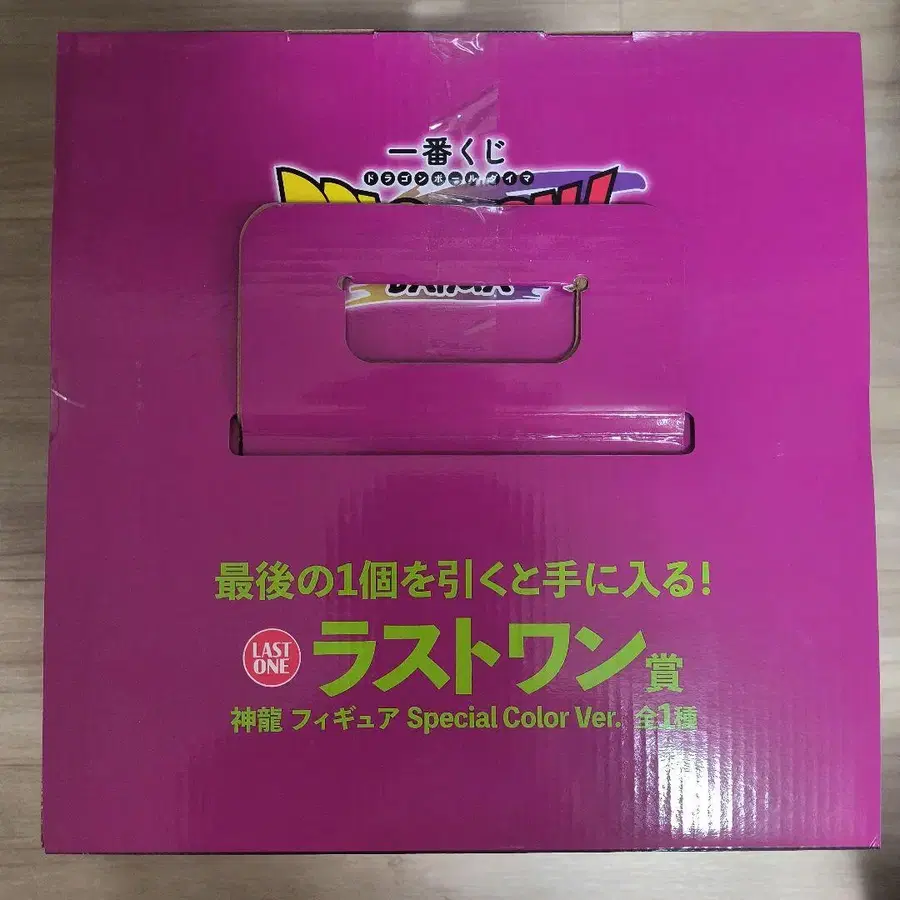 一番くじ
ドラゴンボールダイマ
最後の1個を引くと手に入る!
LAST
ONE
ラストワン賞
神龍 フィギュア Special Color Ver. 全1種